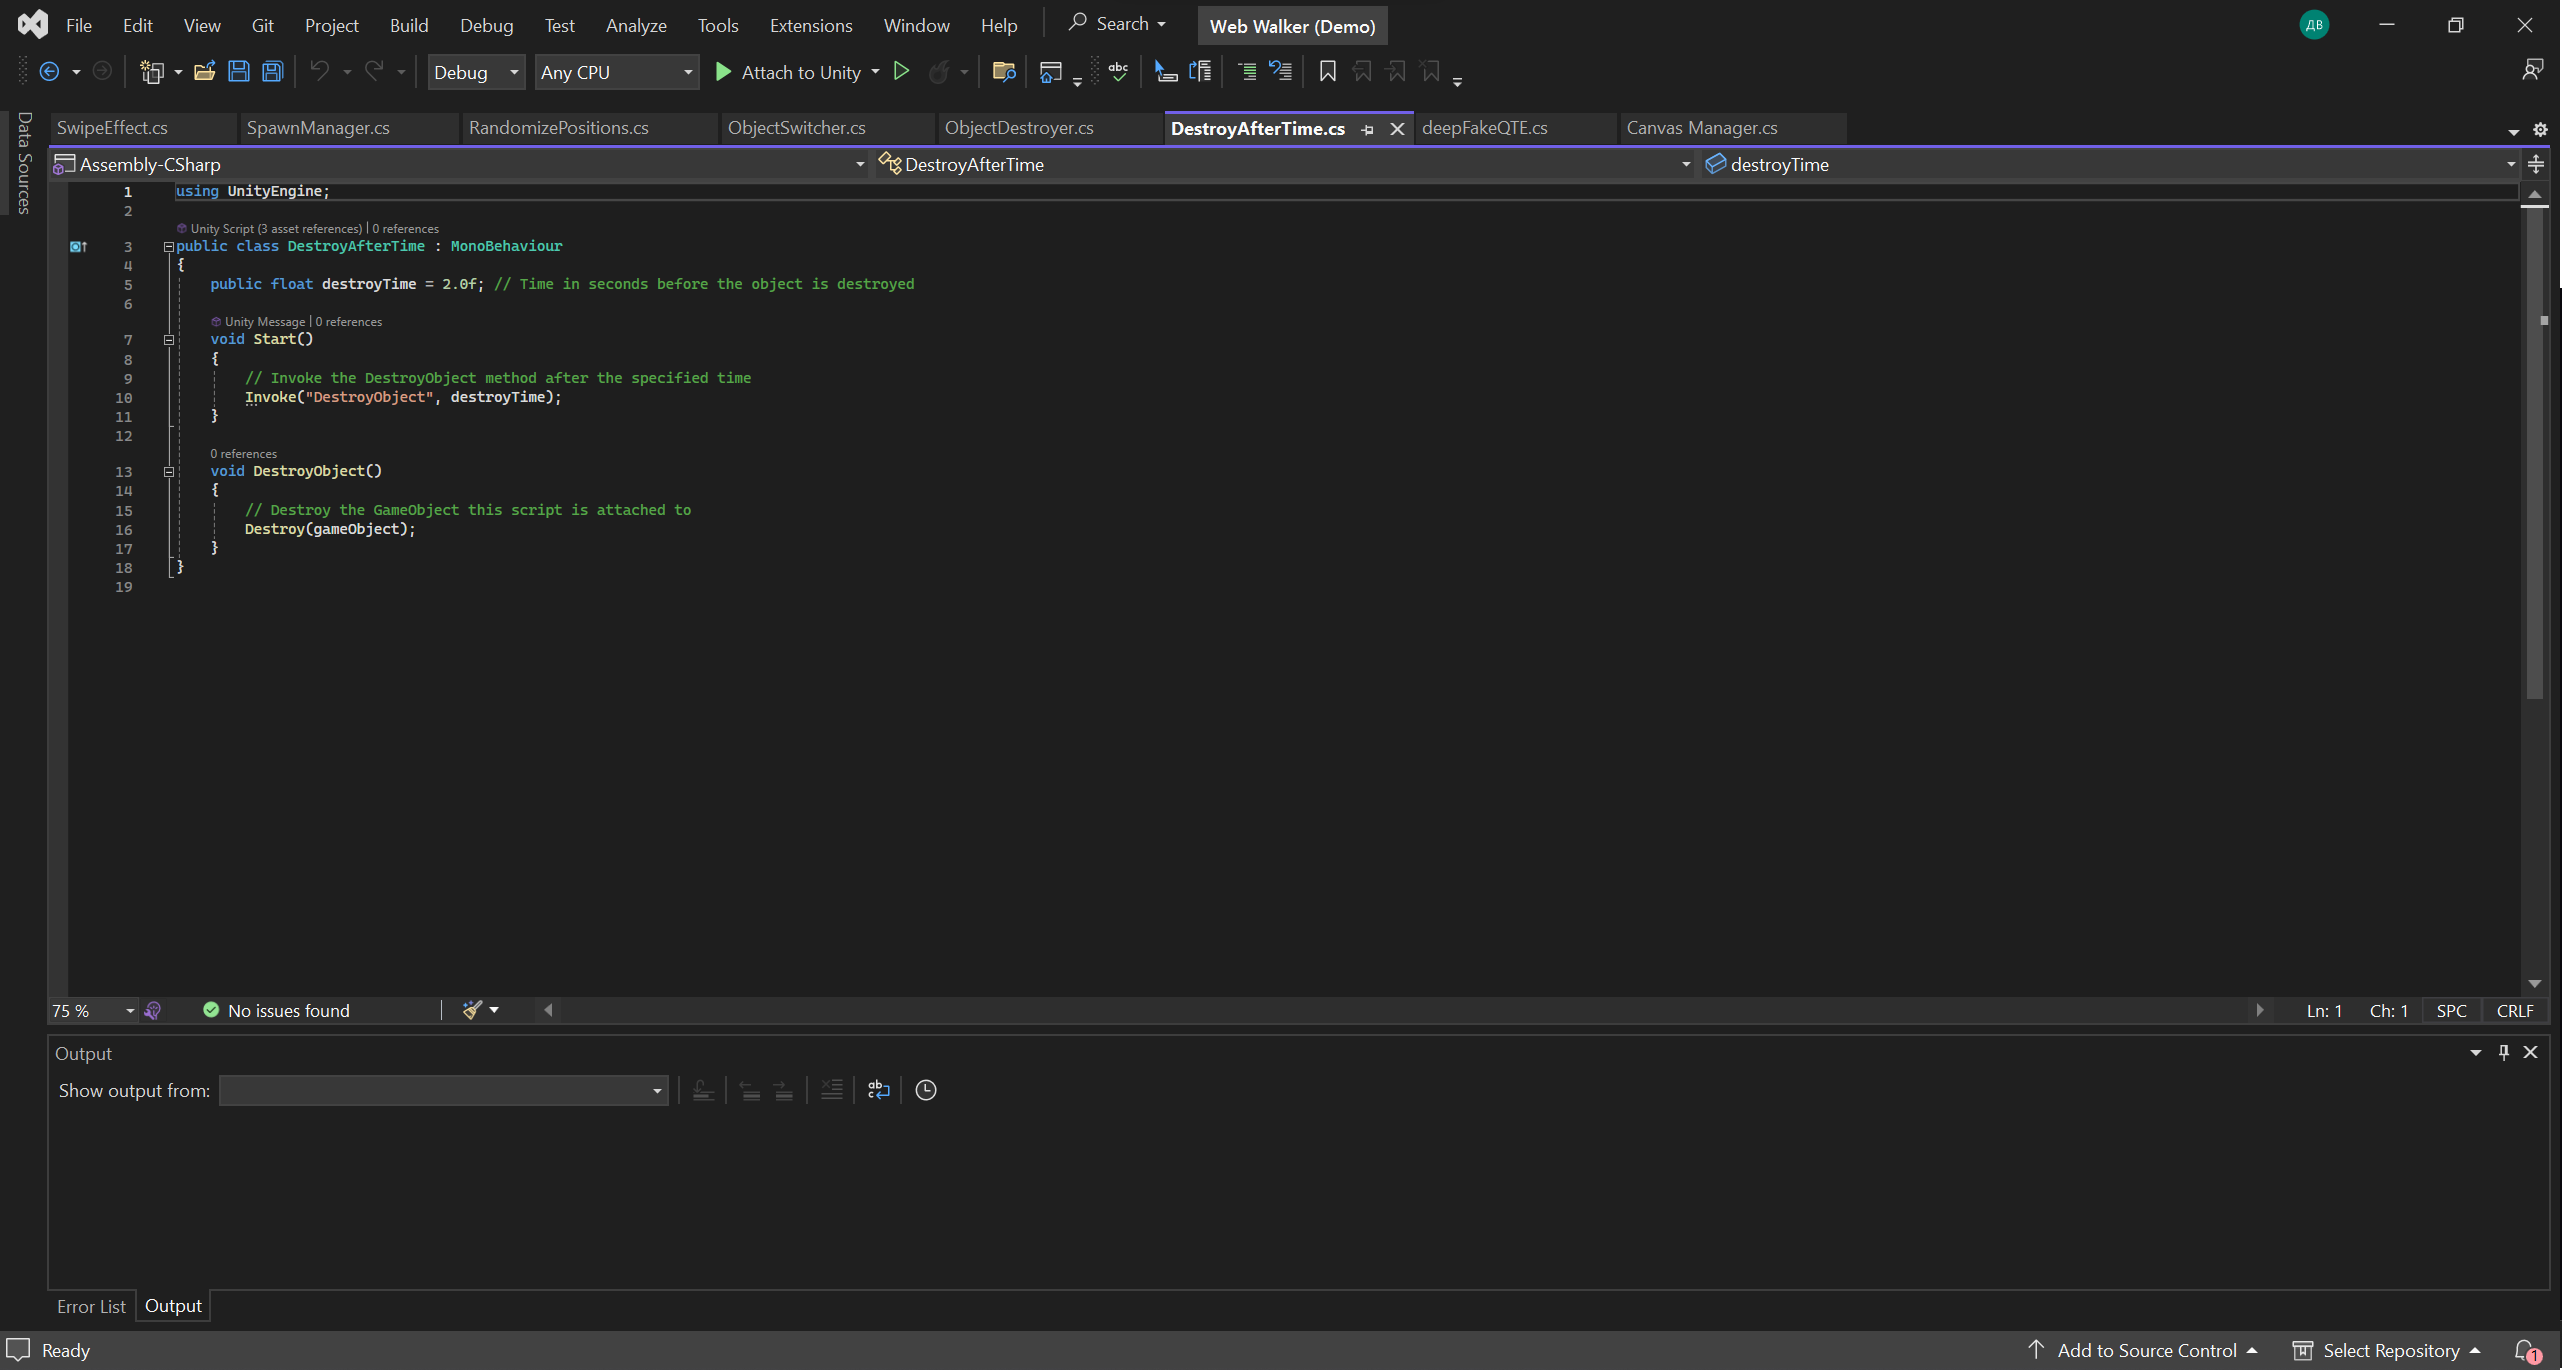 File Edit View Git Project Build Debug Test Analyze Tools Extensions Window Help Search Web Walker (Demo) ДВ
Debug Any CPU Attach to Unity abc
Data Sources
SwipeEffect.cs SpawnManager.cs RandomizePositions.cs ObjectSwitcher.cs ObjectDestroyer.cs DestroyAfterTime.cs deepFakeQTE.cs Canvas Manager.cs
Assembly-CSharp DestroyAfterTime destroyTime
1 using UnityEngine;
2
Unity Script (3 asset references) | 0 references
3 public class DestroyAfterTime : MonoBehaviour
4 {
5 public float destroyTime = 2.0f; // Time in seconds before the object is destroyed
6
Unity Message | 0 references
7 void Start()
8 {
9 // Invoke the DestroyObject method after the specified time
10 Invoke("DestroyObject", destroyTime);
11 }
12
0 references
13 void DestroyObject()
14 {
15 // Destroy the GameObject this script is attached to
16 Destroy(gameObject);
17 }
18 }
19
75 % No issues found Ln: 1 Ch: 1 SPC CRLF
Output
Show output from:
Error List Output
Ready Add to Source Control Select Repository 1